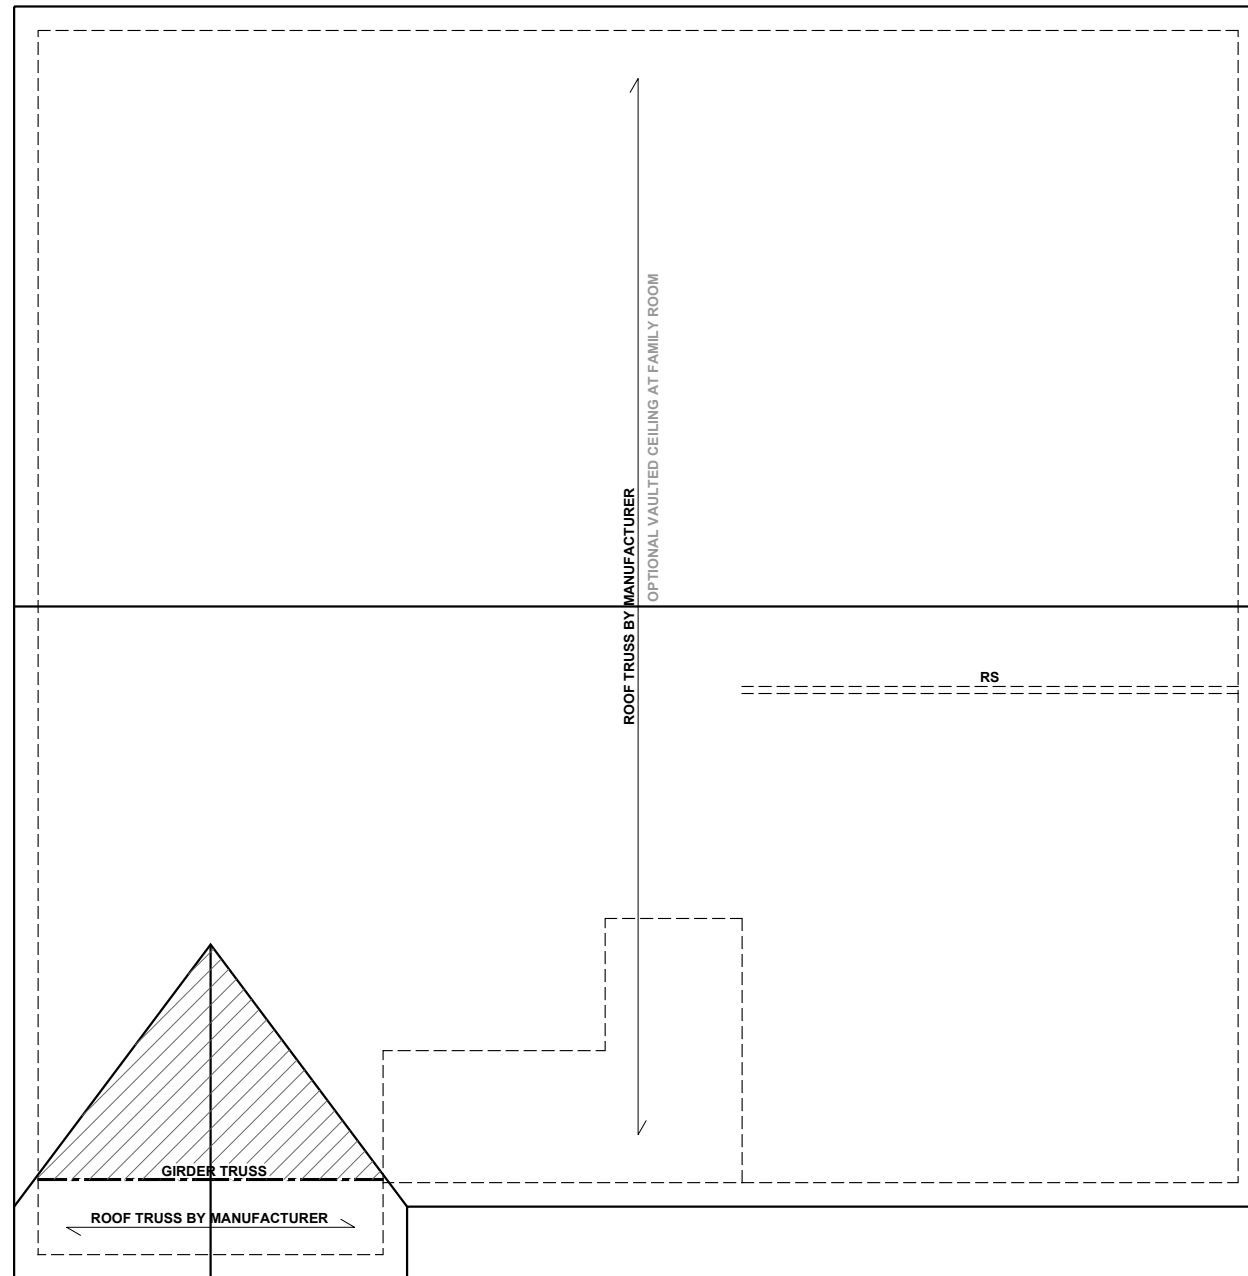 OPTIONAL VAULTED CEILING AT FAMILY ROOM
ROOF TRUSS BY MANUFACTURER
RS
GIRDER TRUSS
ROOF TRUSS BY MANUFACTURER